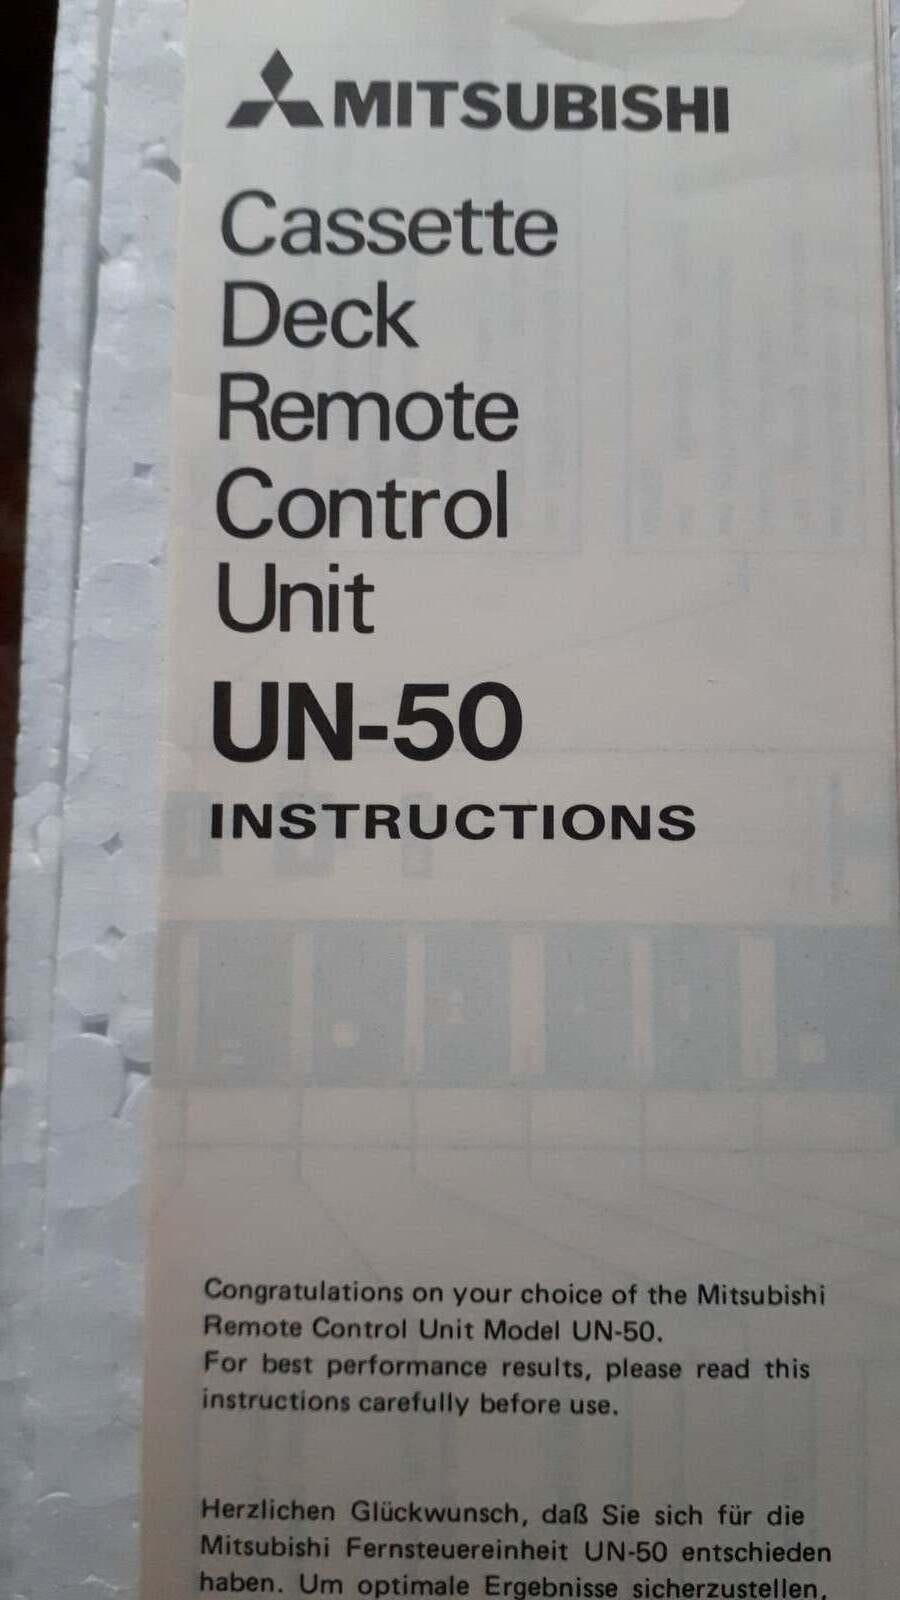 MITSUBISHI
Cassette
Deck
Remote
Control
Unit
UN-50
INSTRUCTIONS
Congratulations on your choice of the Mitsubishi
Remote Control Unit Model UN-50.
For best performance results, please read this
instructions carefully before use.
Herzlichen Glückwunsch, daß Sie sich für die
Mitsubishi Fernsteuereinheit UN-50 entschieden
haben. Um optimale Ergebnisse sicherzustellen,